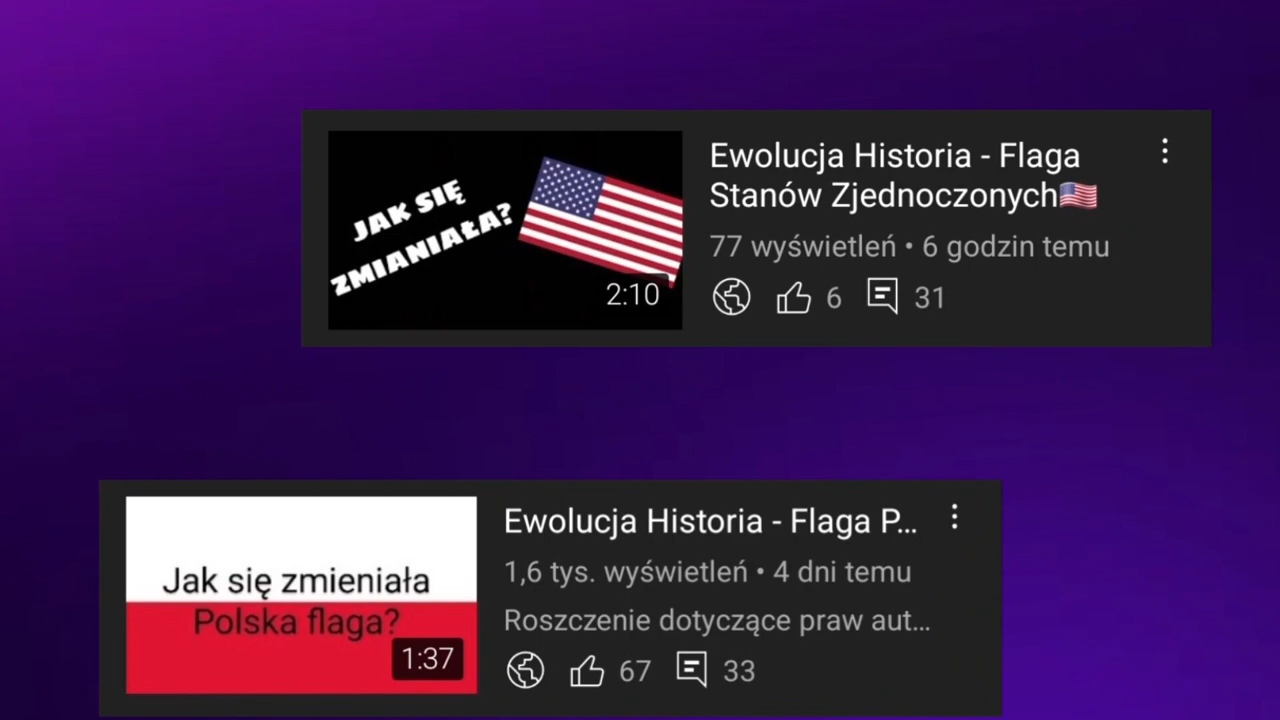 JAK SIĘ
ZMIANIAŁA?
2:10
Ewolucja Historia - Flaga
Stanów Zjednoczonych🇺🇸
77 wyświetleń • 6 godzin temu
6 31
Jak się zmieniała
Polska flaga?
1:37
Ewolucja Historia - Flaga P...
1,6 tys. wyświetleń • 4 dni temu
Roszczenie dotyczące praw aut...
67 33